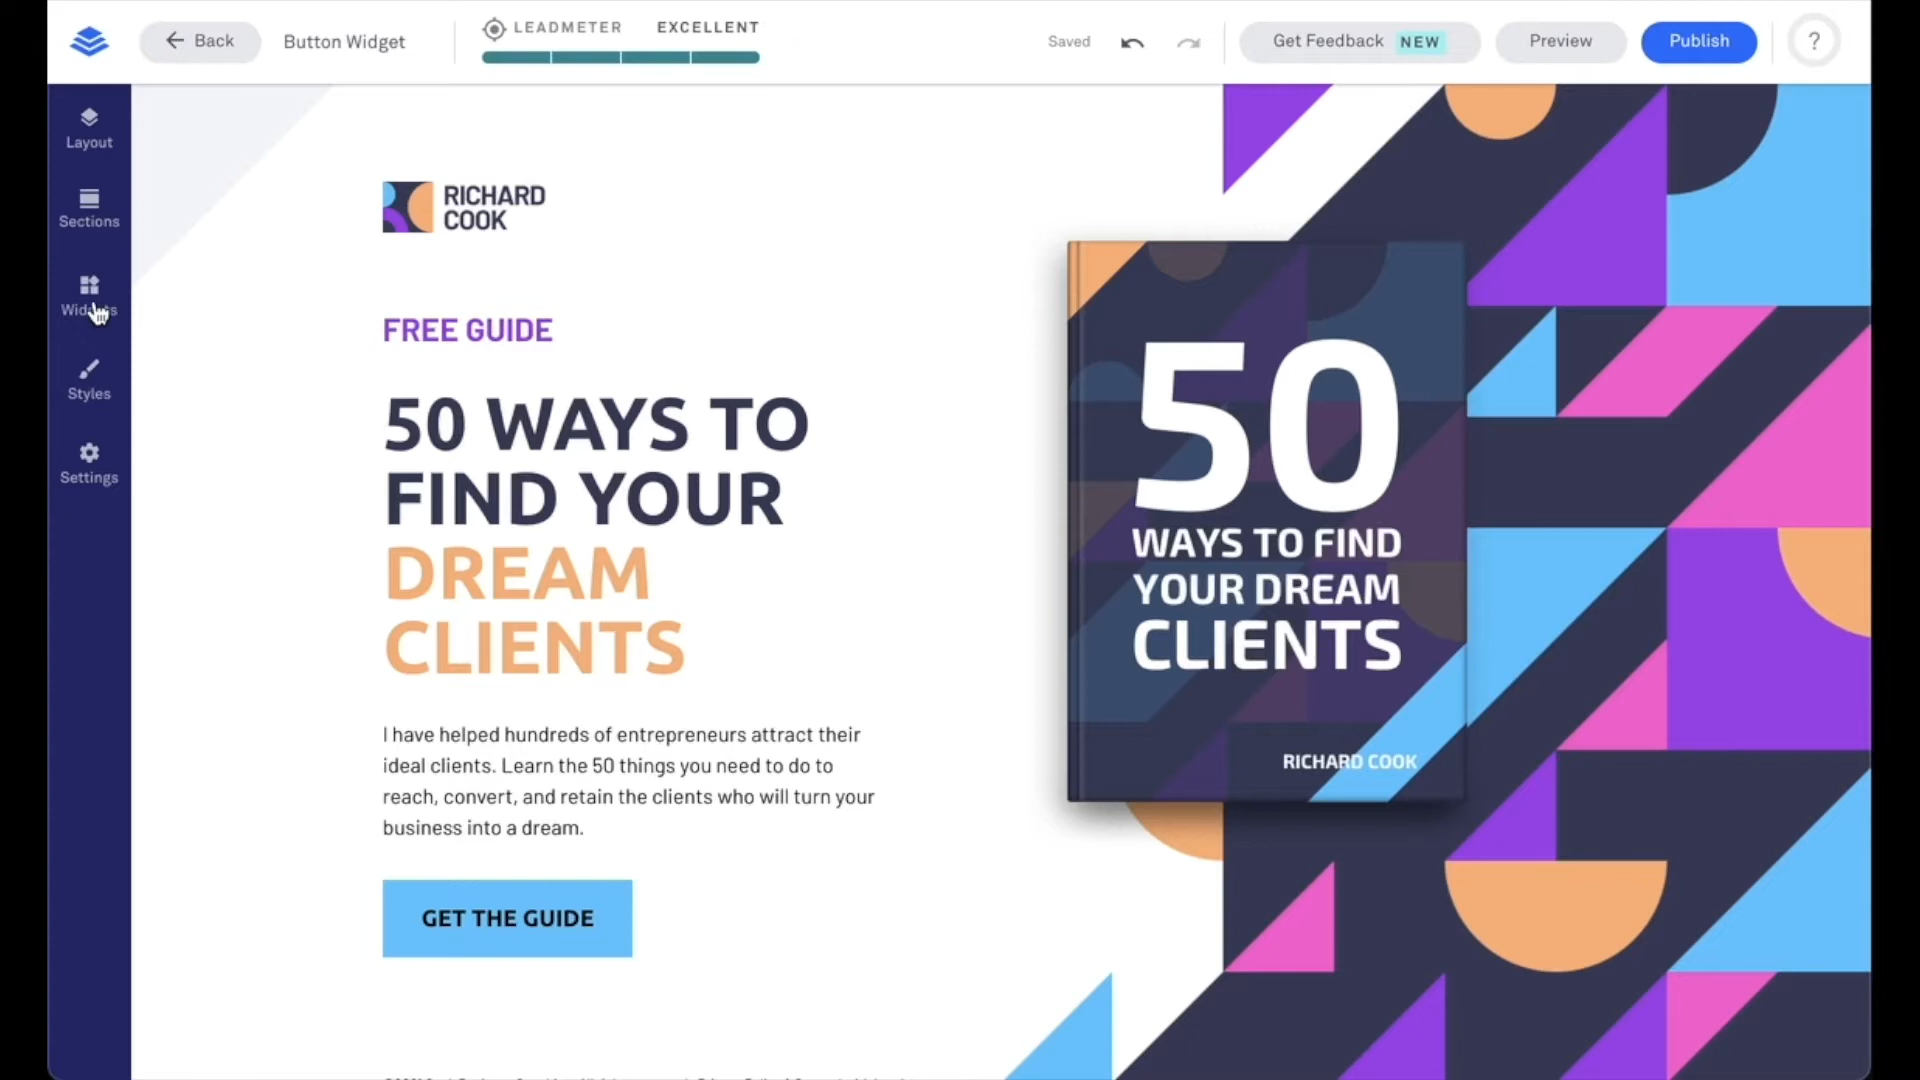 Back
Button Widget
LEADMETER
EXCELLENT
Saved
Get Feedback NEW
Preview
Publish
?
Layout
Sections
Widgets
Styles
Settings
RICHARD
COOK
FREE GUIDE
50 WAYS TO
FIND YOUR
DREAM
CLIENTS
I have helped hundreds of entrepreneurs attract their
ideal clients. Learn the 50 things you need to do to
reach, convert, and retain the clients who will turn your
business into a dream.
GET THE GUIDE
50
WAYS TO FIND
YOUR DREAM
CLIENTS
RICHARD COOK